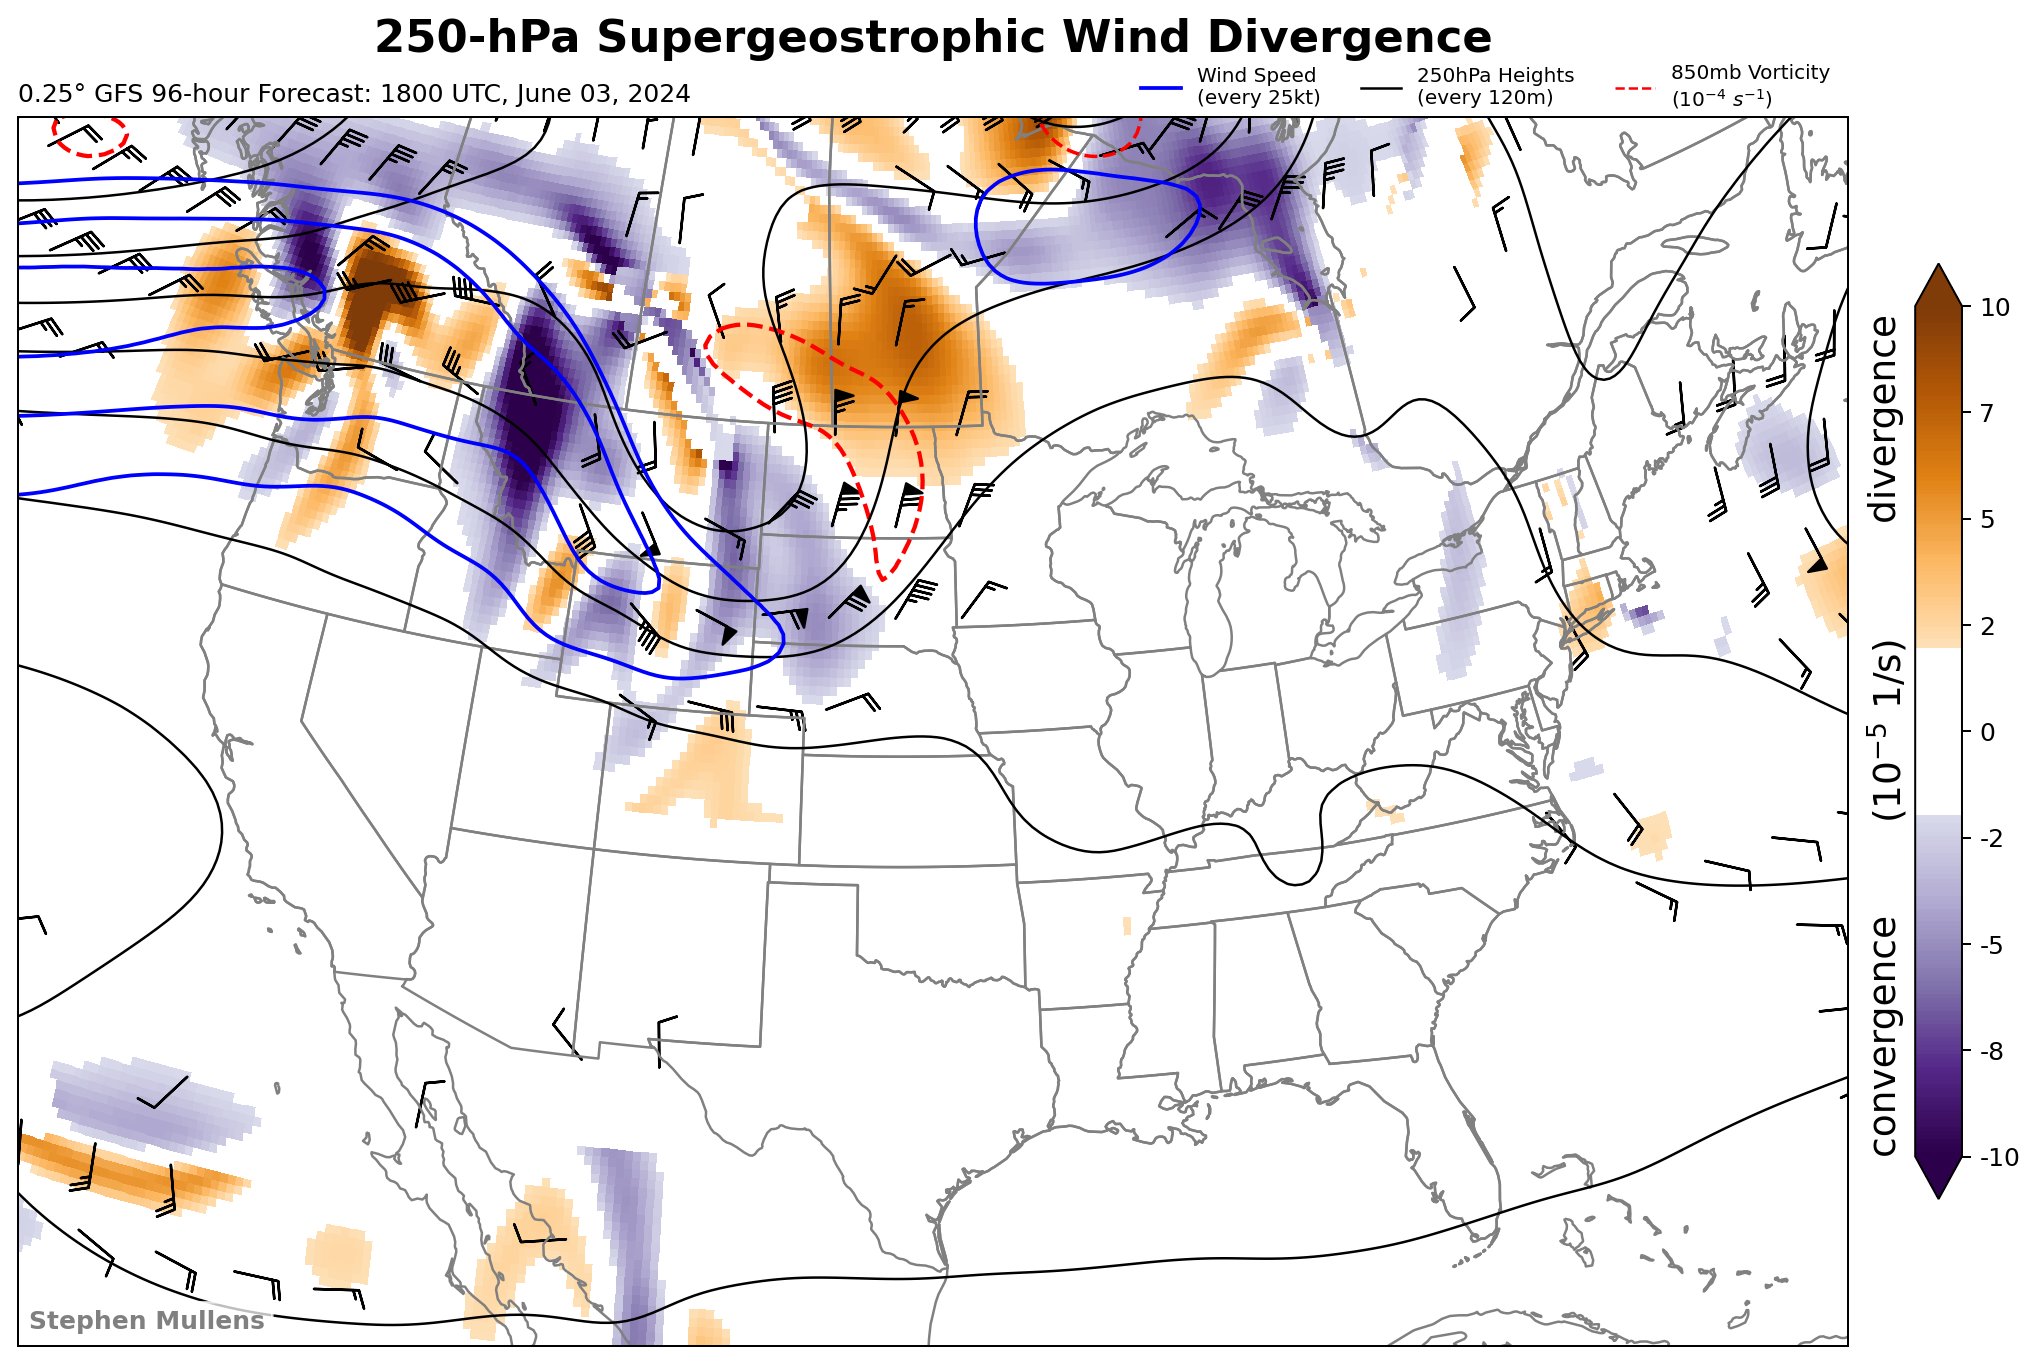 250-hPa Supergeostrophic Wind Divergence
0.25° GFS 96-hour Forecast: 1800 UTC, June 03, 2024
Wind Speed
(every 25kt)
250hPa Heights
(every 120m)
850mb Vorticity
(10⁻⁴ s⁻¹)
10
7
5
2
0
-2
-5
-8
-10
convergence (10⁻⁵ 1/s) divergence
Stephen Mullens